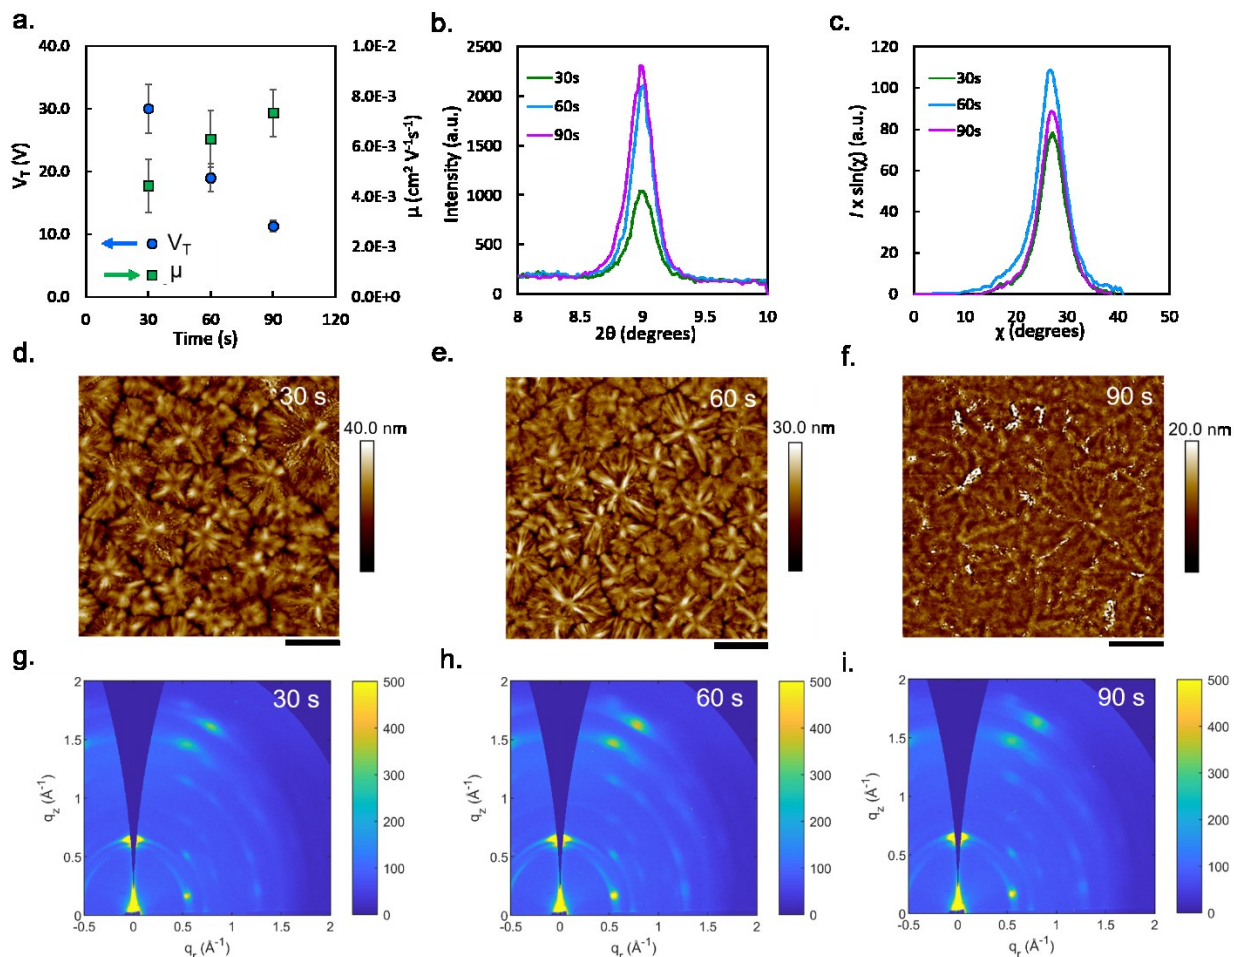 a.
40.0
30.0
20.0
10.0
0.0
V_T (V)
1.0E-2
8.0E-3
6.0E-3
4.0E-3
2.0E-3
0.0E+0
μ (cm² V⁻¹s⁻¹)
V_T
μ
0 30 60 90 120
Time (s)
b.
2500
2000
1500
1000
500
0
Intensity (a.u.)
30s
60s
90s
8 8.5 9 9.5 10
2θ (degrees)
c.
120
100
80
60
40
20
0
I x sin(χ) (a.u.)
30s
60s
90s
0 10 20 30 40 50
χ (degrees)
d.
30 s
40.0 nm
e.
60 s
30.0 nm
f.
90 s
20.0 nm
g.
30 s
2
1.5
1
0.5
0
q_z (Å⁻¹)
-0.5 0 0.5 1 1.5 2
q_r (Å⁻¹)
500
400
300
200
100
0
h.
60 s
2
1.5
1
0.5
0
q_z (Å⁻¹)
-0.5 0 0.5 1 1.5 2
q_r (Å⁻¹)
500
400
300
200
100
0
i.
90 s
2
1.5
1
0.5
0
q_z (Å⁻¹)
-0.5 0 0.5 1 1.5 2
q_r (Å⁻¹)
500
400
300
200
100
0